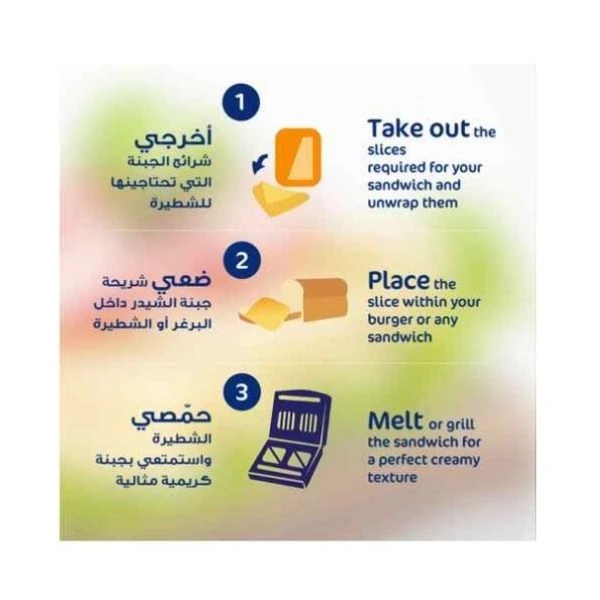 1
أخرجي
شرائح الجبنة
التي تحتاجينها
للشطيرة
Take out the
slices
required for your
sandwich and
unwrap them
2
ضعي شريحة
جبنة الشيدر داخل
البرغر أو الشطيرة
Place the
slice within your
burger or any
sandwich
3
حمّصي
الشطيرة
واستمتعي بجبنة
كريمية مثالية
Melt or grill
the sandwich for
a perfect creamy
texture